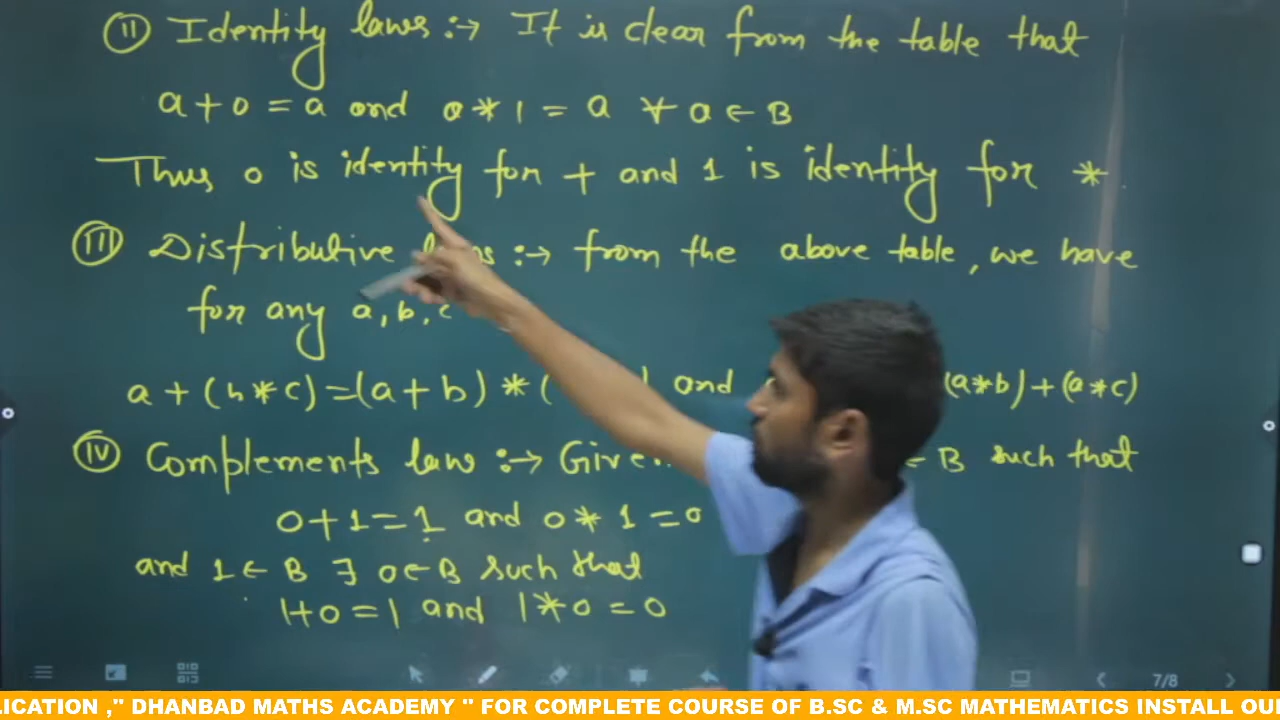 (II) Identity laws :→ It is clear from the table that
a + 0 = a and a * 1 = a ∀ a ∈ B
Thus 0 is identity for + and 1 is identity for *
(III) Distributive :→ from the above table, we have
for any a, b, c
a + (b * c) = (a + b) * ( ) and (a * b) + (a * c)
(IV) Complements law :→ ∈ B such that
0 + 1 = 1 and 0 * 1 = 0
and 1 ∈ B ∃ 0 ∈ B such that
1 + 0 = 1 and 1 * 0 = 0
7/8
LICATION ," DHANBAD MATHS ACADEMY " FOR COMPLETE COURSE OF B.SC & M.SC MATHEMATICS INSTALL OU